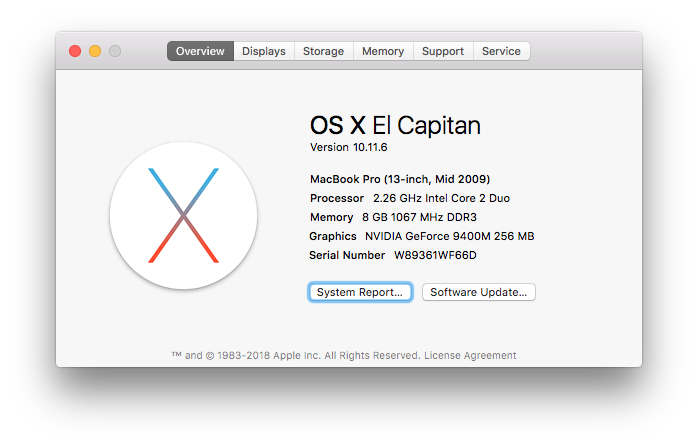 Overview Displays Storage Memory Support Service
OS X El Capitan
Version 10.11.6
MacBook Pro (13-inch, Mid 2009)
Processor 2.26 GHz Intel Core 2 Duo
Memory 8 GB 1067 MHz DDR3
Graphics NVIDIA GeForce 9400M 256 MB
Serial Number W89361WF66D
System Report... Software Update...
™ and © 1983-2018 Apple Inc. All Rights Reserved. License Agreement